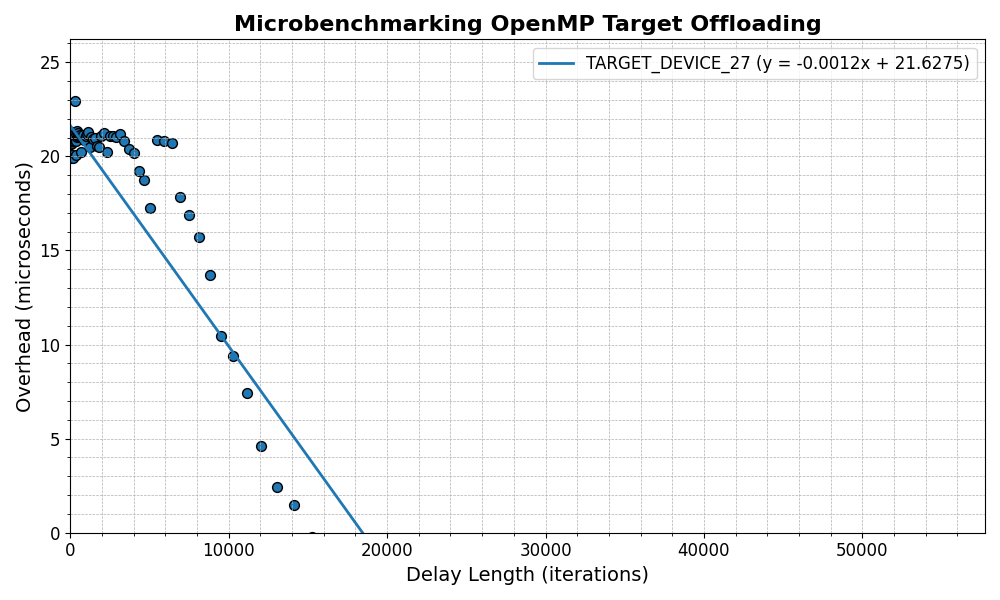 Microbenchmarking OpenMP Target Offloading
TARGET_DEVICE_27 (y = -0.0012x + 21.6275)
Overhead (microseconds)
25
20
15
10
5
0
0 10000 20000 30000 40000 50000
Delay Length (iterations)